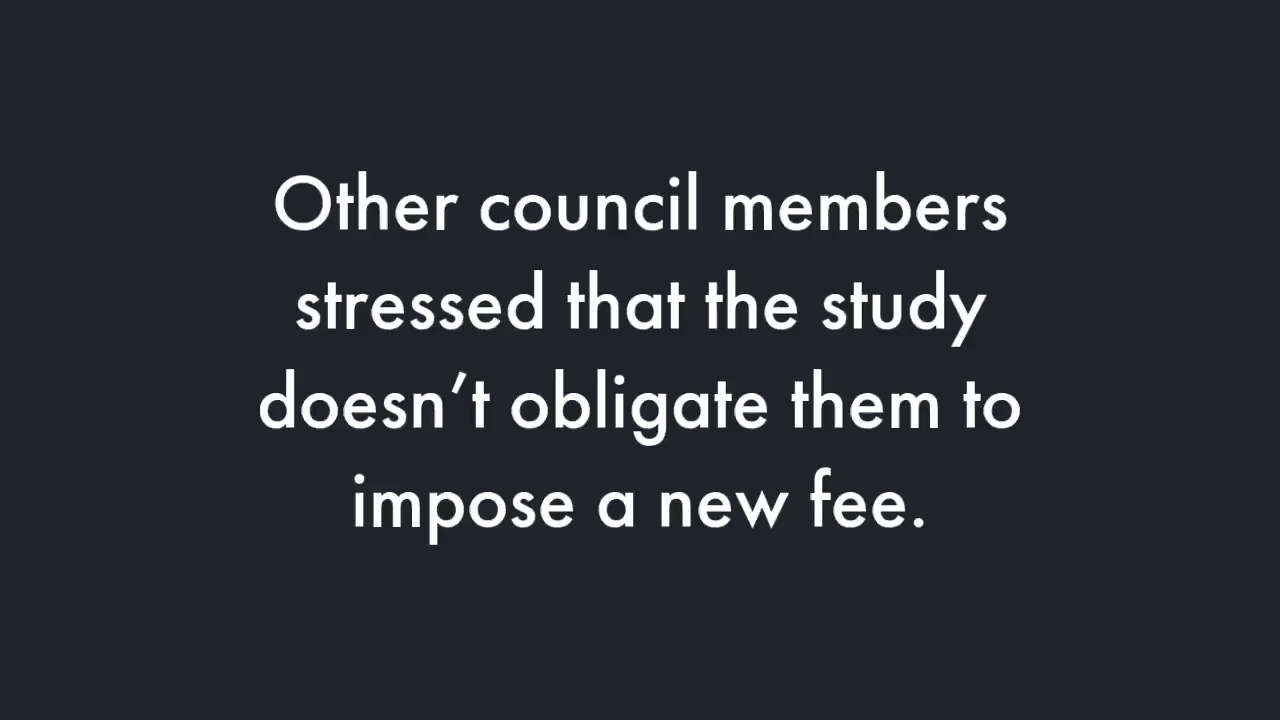 Other council members
stressed that the study
doesn’t obligate them to
impose a new fee.